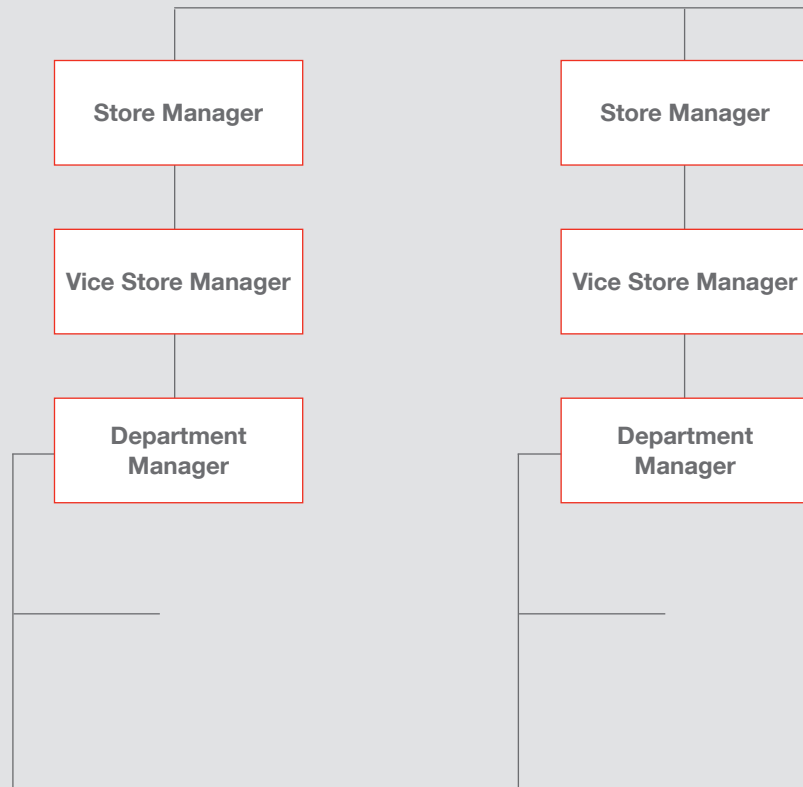 Store Manager
Store Manager
Vice Store Manager
Vice Store Manager
Department
Manager
Department
Manager